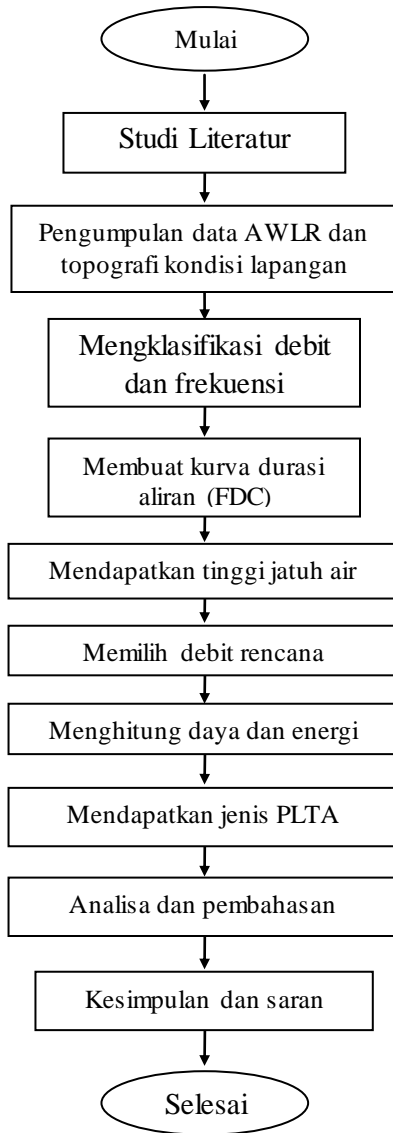 Mulai
Studi Literatur
Pengumpulan data AWLR dan
topografi kondisi lapangan
Mengklasifikasi debit
dan frekuensi
Membuat kurva durasi
aliran (FDC)
Mendapatkan tinggi jatuh air
Memilih debit rencana
Menghitung daya dan energi
Mendapatkan jenis PLTA
Analisa dan pembahasan
Kesimpulan dan saran
Selesai